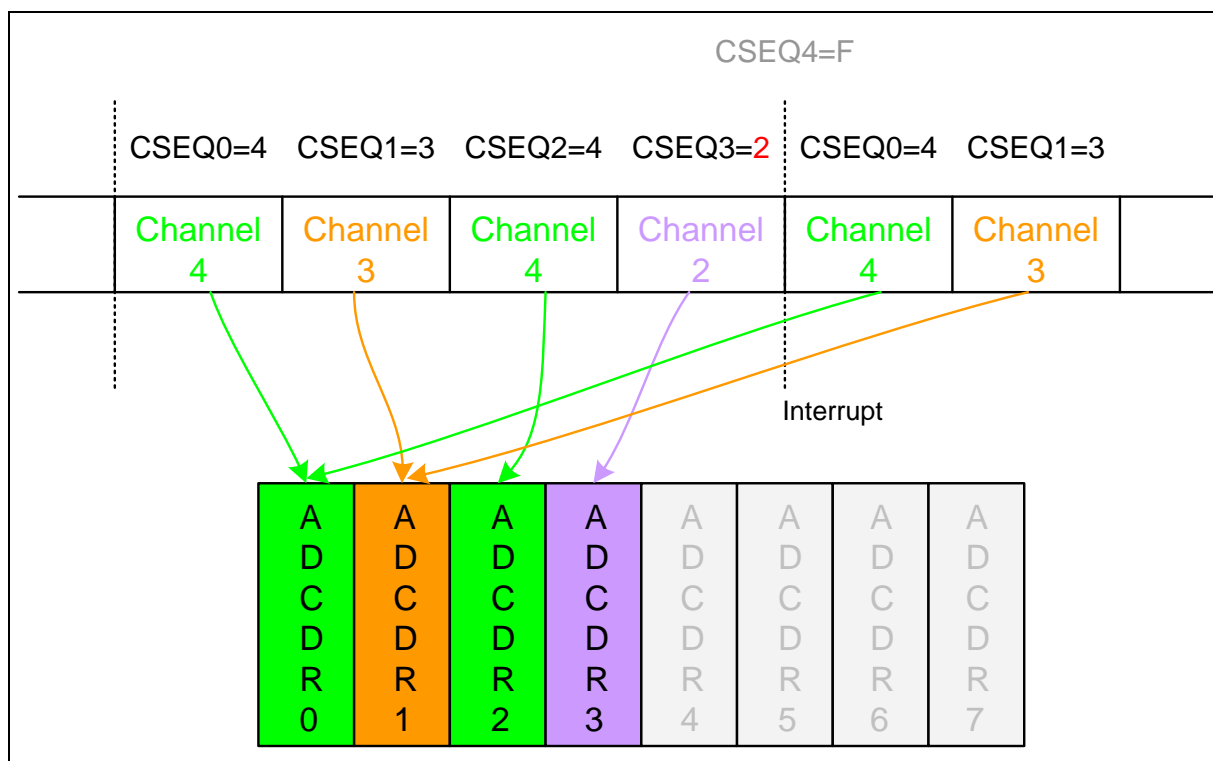 CSEQ4=F
CSEQ0=4 CSEQ1=3 CSEQ2=4 CSEQ3=2 CSEQ0=4 CSEQ1=3
Channel Channel Channel Channel Channel Channel
4 3 4 2 4 3
Interrupt
A A A A A A A A
D D D D D D D D
C C C C C C C C
D D D D D D D D
R R R R R R R R
0 1 2 3 4 5 6 7